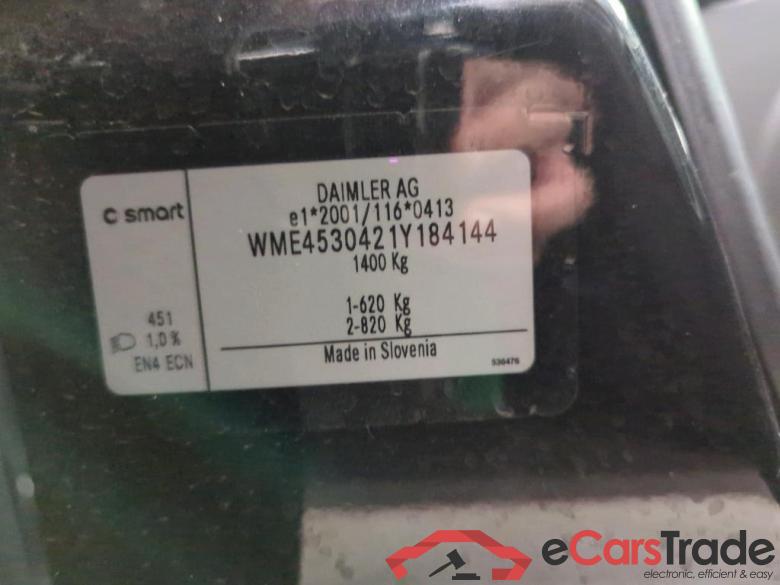 smart
DAIMLER AG
e1*2001/116*0413
WME4530421Y184144
1400 Kg
1-620 Kg
2-820 Kg
451
1,0%
EN4 ECN
Made in Slovenia
536476
eCarsTrade
electronic, efficient & easy